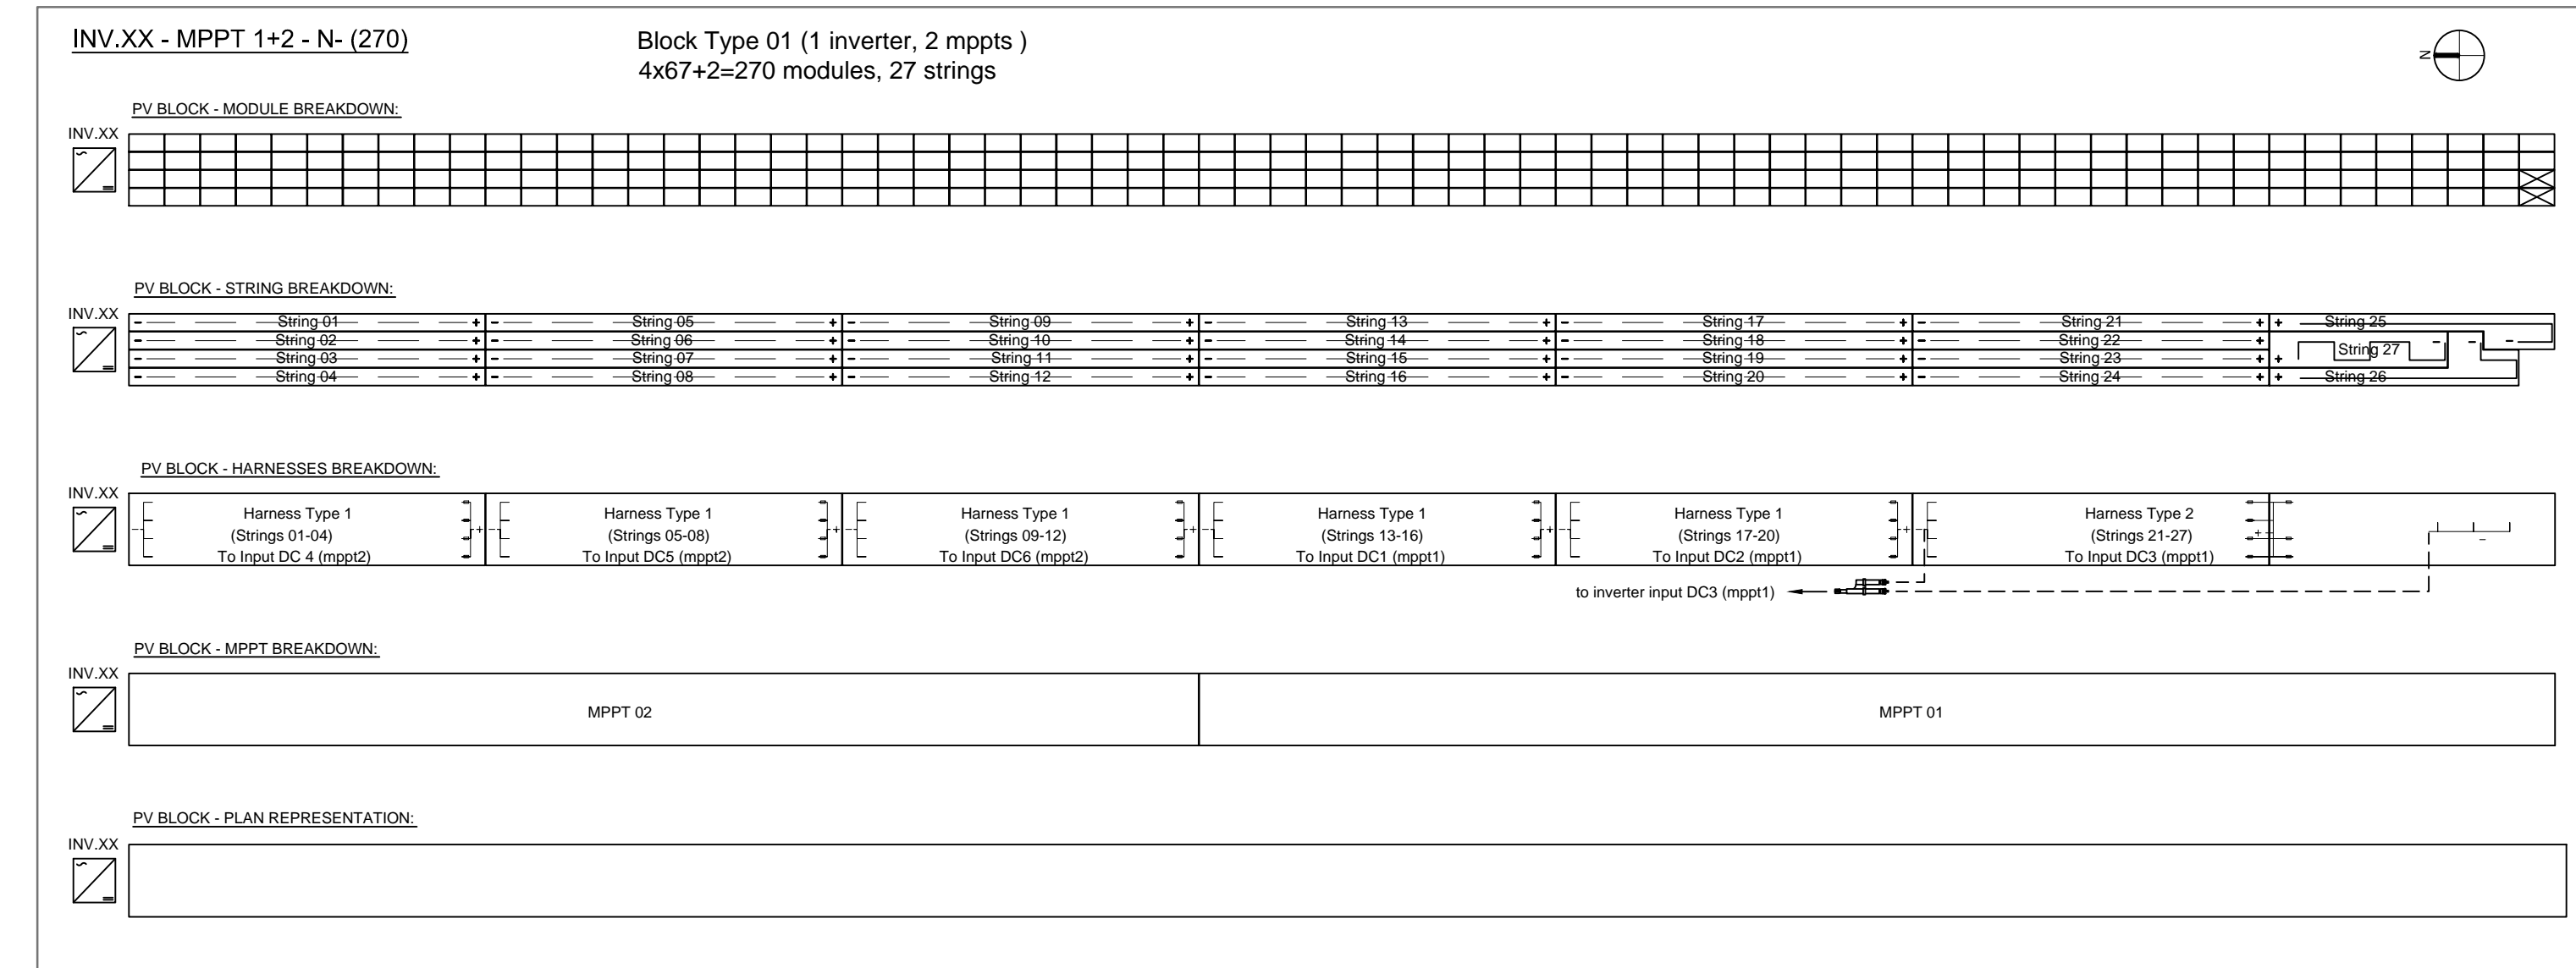 INV.XX - MPPT 1+2 - N- (270)
Block Type 01 (1 inverter, 2 mppts )
4x67+2=270 modules, 27 strings
N
PV BLOCK - MODULE BREAKDOWN:
INV.XX
PV BLOCK - STRING BREAKDOWN:
INV.XX
- String 01 + - String 05 + - String 09 + - String 13 + - String 17 + - String 21 + + String 25
- String 02 + - String 06 + - String 10 + - String 14 + - String 18 + - String 22 + String 27 - - -
- String 03 + - String 07 + - String 11 + - String 15 + - String 19 + - String 23 + +
- String 04 + - String 08 + - String 12 + - String 16 + - String 20 + - String 24 + + String 26
PV BLOCK - HARNESSES BREAKDOWN:
INV.XX
Harness Type 1
(Strings 01-04)
To Input DC 4 (mppt2)
Harness Type 1
(Strings 05-08)
To Input DC5 (mppt2)
Harness Type 1
(Strings 09-12)
To Input DC6 (mppt2)
Harness Type 1
(Strings 13-16)
To Input DC1 (mppt1)
Harness Type 1
(Strings 17-20)
To Input DC2 (mppt1)
Harness Type 2
(Strings 21-27)
To Input DC3 (mppt1)
to inverter input DC3 (mppt1)
PV BLOCK - MPPT BREAKDOWN:
INV.XX
MPPT 02
MPPT 01
PV BLOCK - PLAN REPRESENTATION:
INV.XX